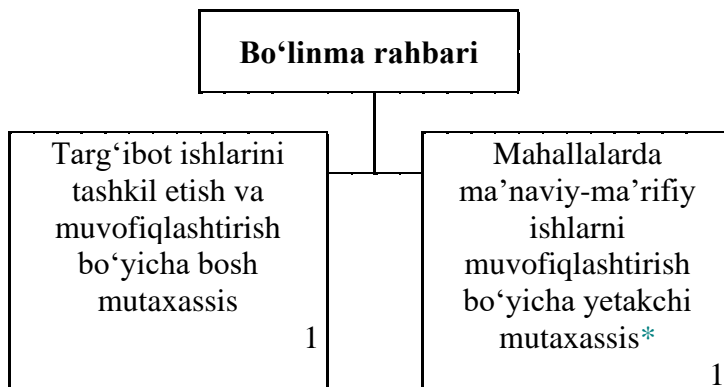 Bo‘linma rahbari
Targ‘ibot ishlarini
tashkil etish va
muvofiqlashtirish
bo‘yicha bosh
mutaxassis
1
Mahallalarda
ma’naviy-ma’rifiy
ishlarni
muvofiqlashtirish
bo‘yicha yetakchi
mutaxassis*
1